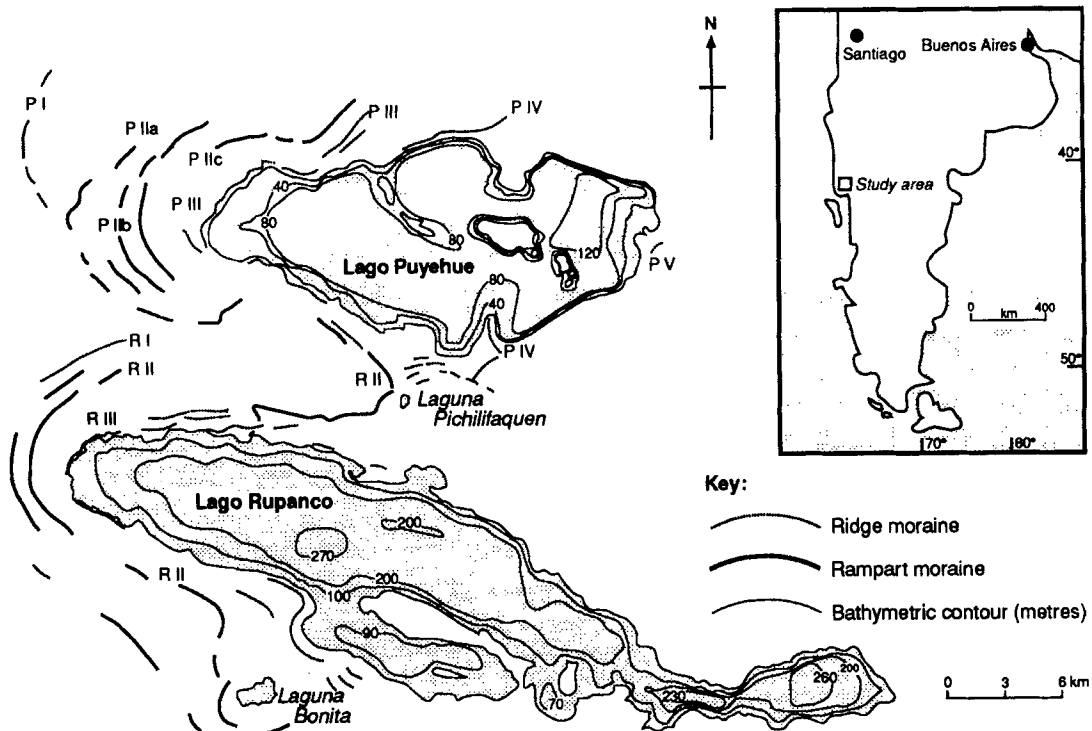 N
Santiago
Buenos Aires
40°
Study area
0 400
km
50°
70° 80°
P I
P IIa
P IIc
P III
P IV
P III
P IIb
40
80
80
120
Lago Puyehue
P V
80
40
P IV
R I
R II
R II
Laguna
Pichilifaquen
R III
Lago Rupanco
200
270
200
100
90
R II
Laguna
Bonita
70
230
260
200
Key:
Ridge moraine
Rampart moraine
Bathymetric contour (metres)
0 3 6 km